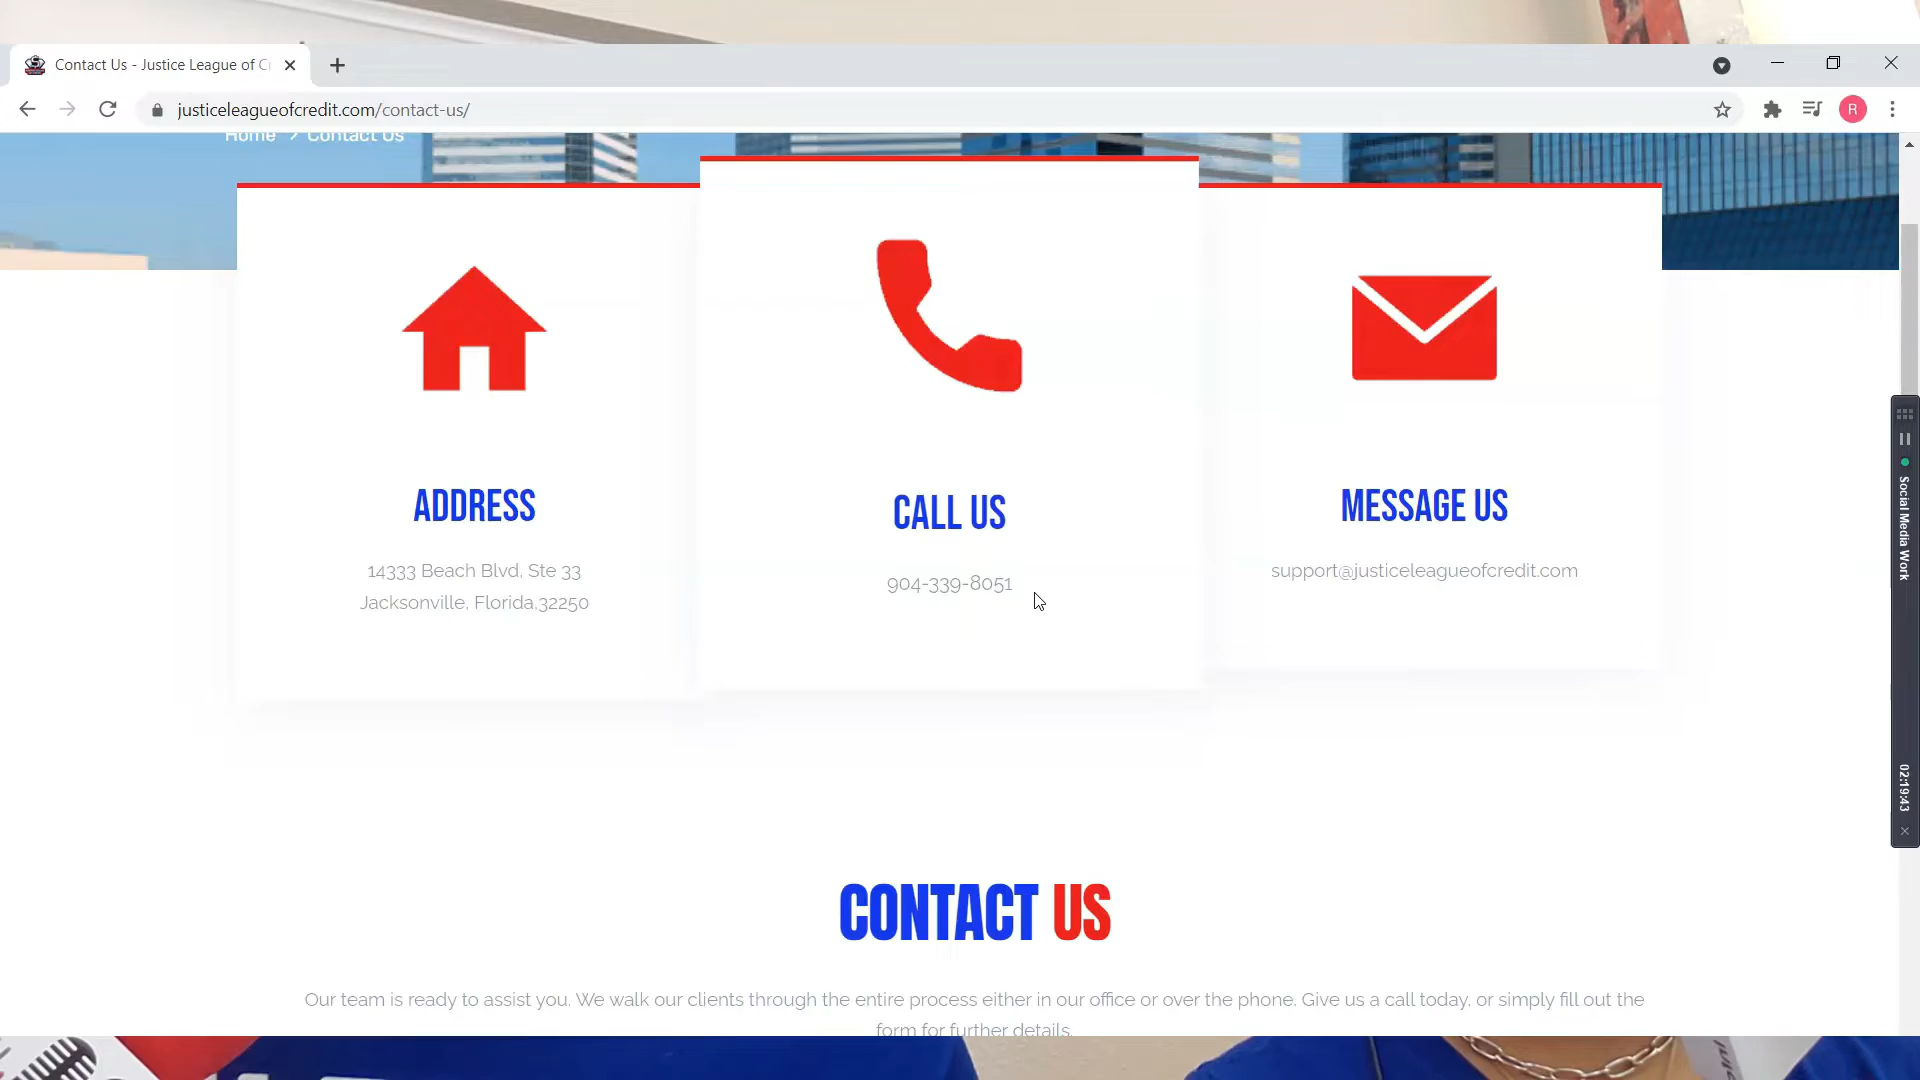 Contact Us - Justice League of C
justiceleagueofcredit.com/contact-us/
R
Home > Contact Us
ADDRESS
14333 Beach Blvd, Ste 33
Jacksonville, Florida,32250
CALL US
904-339-8051
MESSAGE US
support@justiceleagueofcredit.com
Social Media Work
02:19:43
CONTACT US
Our team is ready to assist you. We walk our clients through the entire process either in our office or over the phone. Give us a call today, or simply fill out the
form for further details.